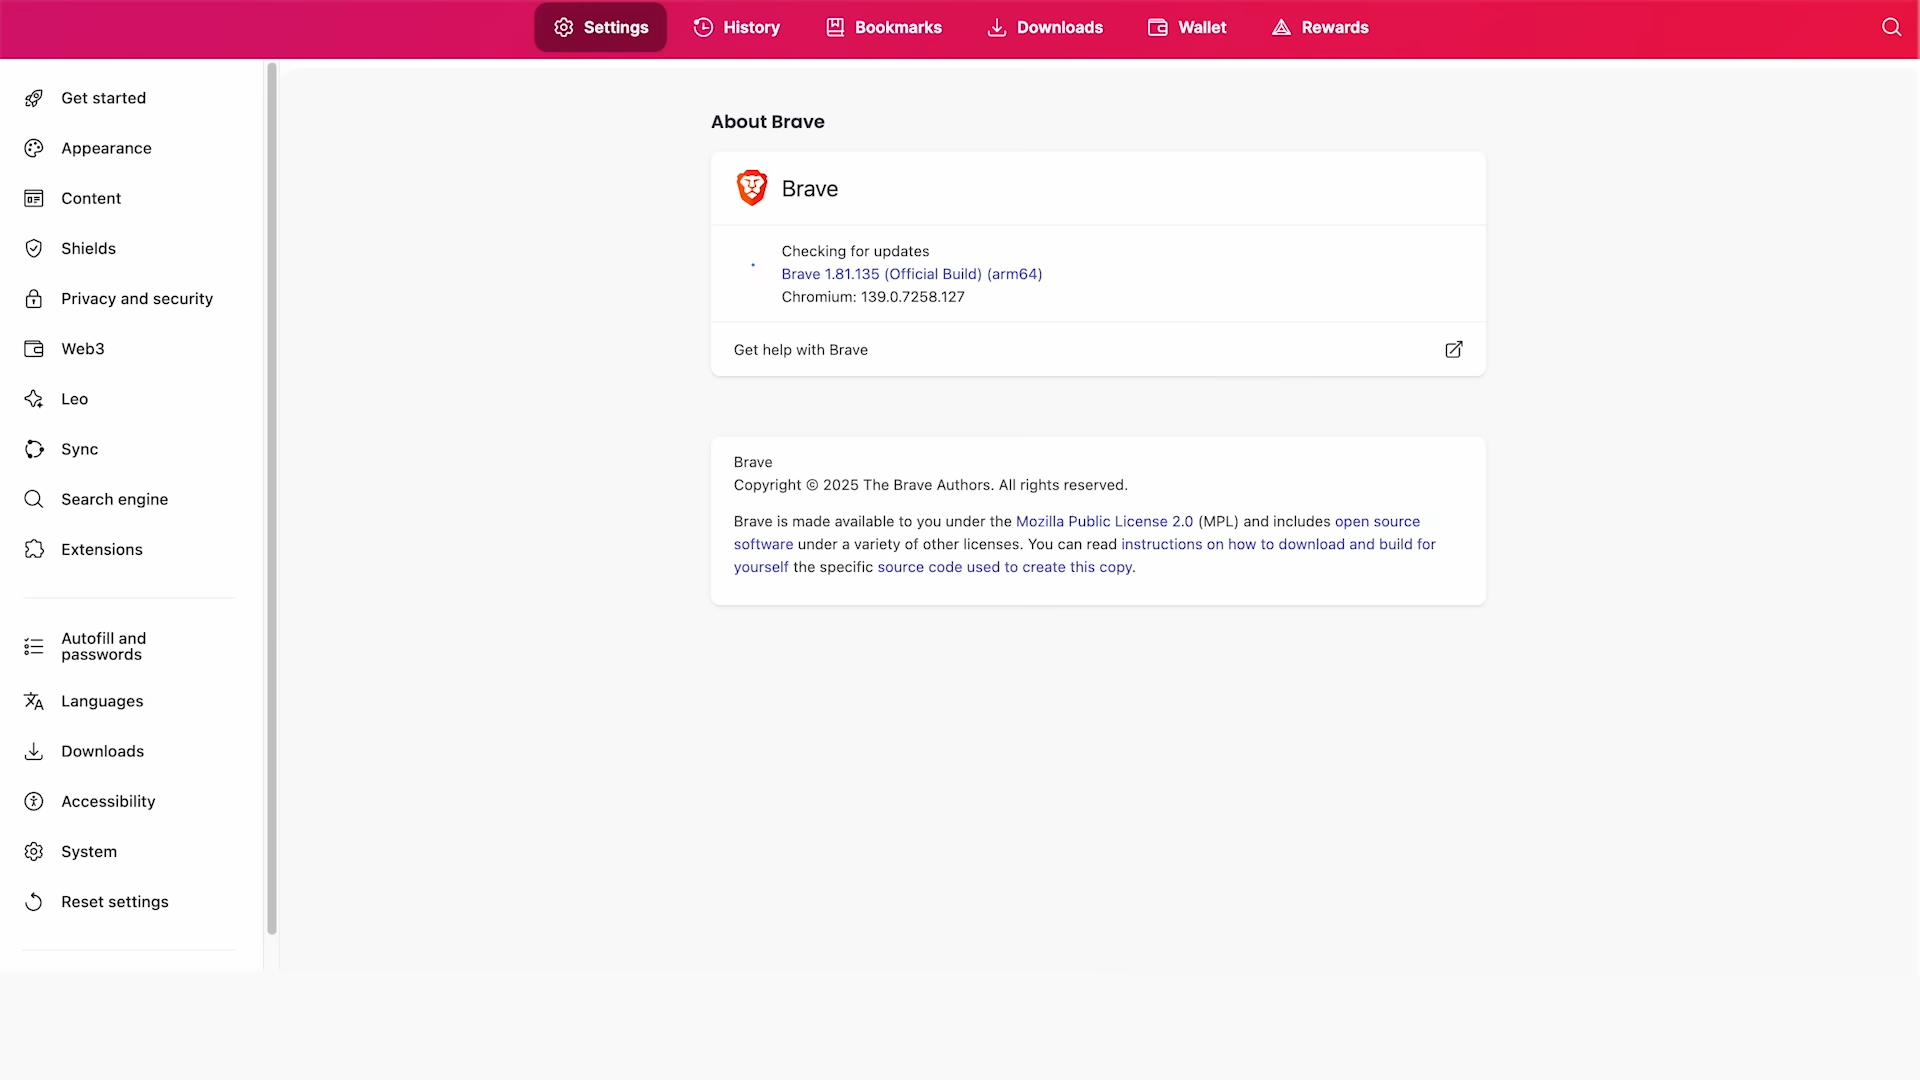 Settings
History
Bookmarks
Downloads
Wallet
Rewards
Get started
Appearance
Content
Shields
Privacy and security
Web3
Leo
Sync
Search engine
Extensions
Autofill and
passwords
Languages
Downloads
Accessibility
System
Reset settings
About Brave
Brave
Checking for updates
Brave 1.81.135 (Official Build) (arm64)
Chromium: 139.0.7258.127
Get help with Brave
Brave
Copyright © 2025 The Brave Authors. All rights reserved.
Brave is made available to you under the Mozilla Public License 2.0 (MPL) and includes open source
software under a variety of other licenses. You can read instructions on how to download and build for
yourself the specific source code used to create this copy.